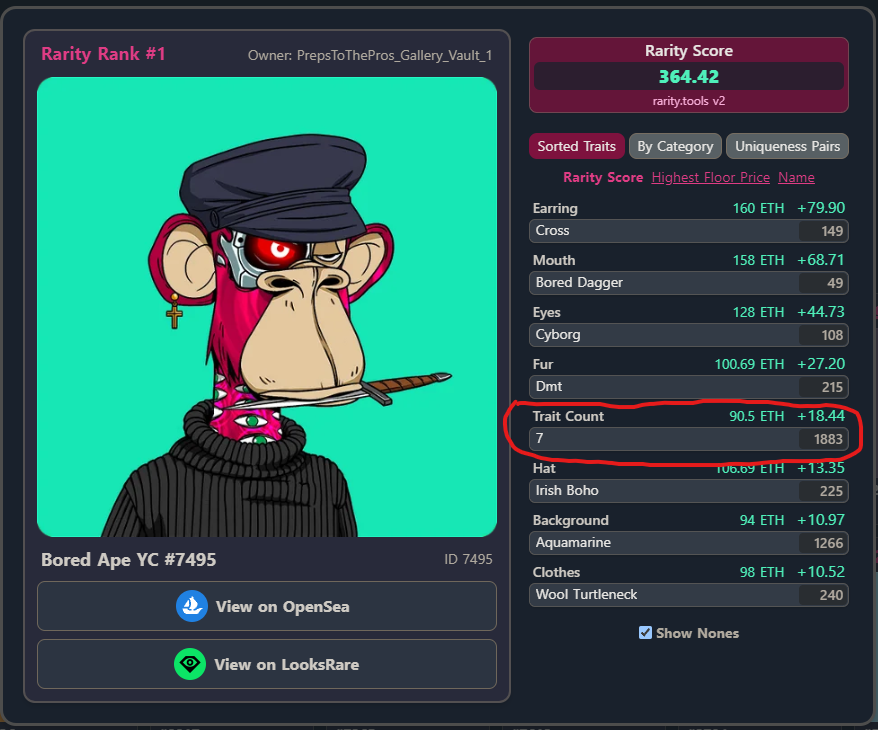 Rarity Rank #1
Owner: PrepsToThePros_Gallery_Vault_1
Bored Ape YC #7495
ID 7495
View on OpenSea
View on LooksRare
Rarity Score
364.42
rarity.tools v2
Sorted Traits
By Category
Uniqueness Pairs
Rarity Score Highest Floor Price Name
Earring 160 ETH +79.90
Cross 149
Mouth 158 ETH +68.71
Bored Dagger 49
Eyes 128 ETH +44.73
Cyborg 108
Fur 100.69 ETH +27.20
Dmt 215
Trait Count 90.5 ETH +18.44
7 1883
Hat 106.69 ETH +13.35
Irish Boho 225
Background 94 ETH +10.97
Aquamarine 1266
Clothes 98 ETH +10.52
Wool Turtleneck 240
Show Nones